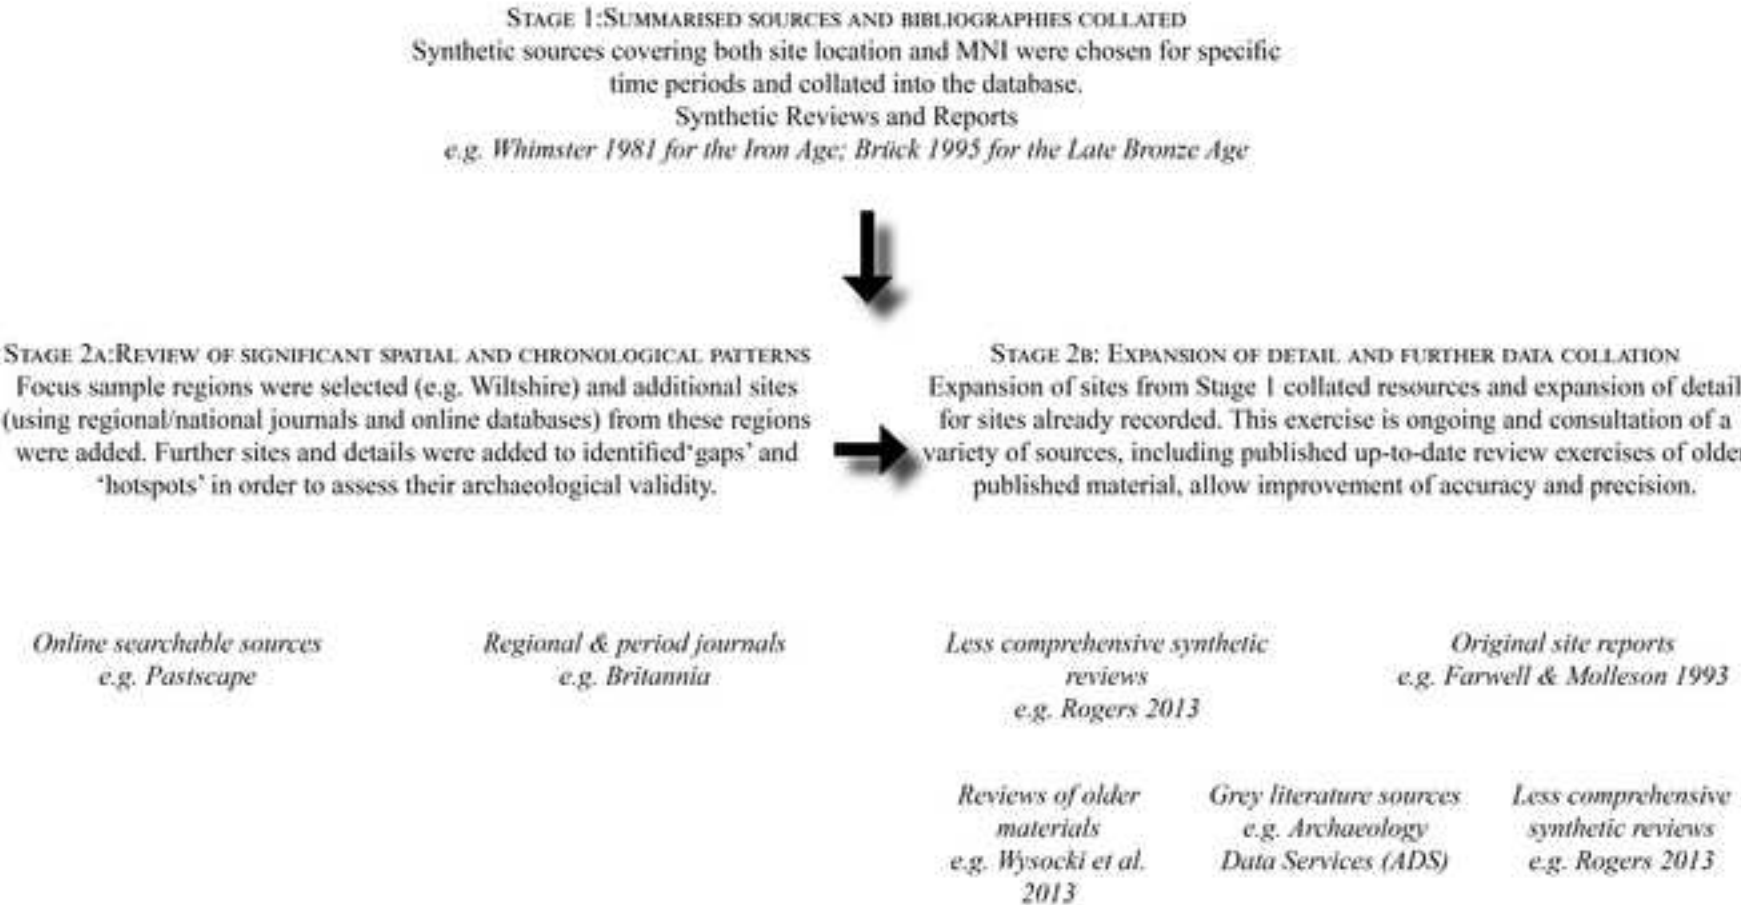 STAGE 1:SUMMARISED SOURCES AND BIBLIOGRAPHIES COLLATED
Synthetic sources covering both site location and MNI were chosen for specific
time periods and collated into the database.
Synthetic Reviews and Reports
e.g. Whimster 1981 for the Iron Age; Brück 1995 for the Late Bronze Age
STAGE 2A:REVIEW OF SIGNIFICANT SPATIAL AND CHRONOLOGICAL PATTERNS
Focus sample regions were selected (e.g. Wiltshire) and additional sites
(using regional/national journals and online databases) from these regions
were added. Further sites and details were added to identified'gaps' and
'hotspots' in order to assess their archaeological validity.
STAGE 2B: EXPANSION OF DETAIL AND FURTHER DATA COLLATION
Expansion of sites from Stage 1 collated resources and expansion of detail
for sites already recorded. This exercise is ongoing and consultation of a
variety of sources, including published up-to-date review exercises of older
published material, allow improvement of accuracy and precision.
Online searchable sources
e.g. Pastscape
Regional & period journals
e.g. Britannia
Less comprehensive synthetic
reviews
e.g. Rogers 2013
Original site reports
e.g. Farwell & Molleson 1993
Reviews of older
materials
e.g. Wysocki et al.
2013
Grey literature sources
e.g. Archaeology
Data Services (ADS)
Less comprehensive
synthetic reviews
e.g. Rogers 2013